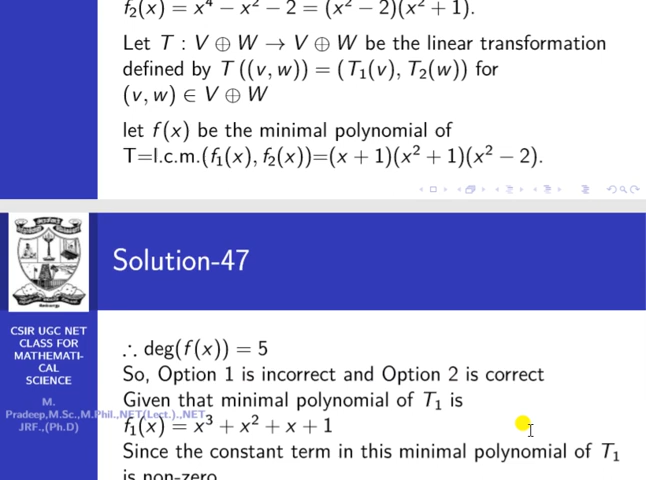 f₂(x) = x⁴ − x² − 2 = (x² − 2)(x² + 1).
Let T : V ⊕ W → V ⊕ W be the linear transformation
defined by T ((v, w)) = (T₁(v), T₂(w)) for
(v, w) ∈ V ⊕ W
let f(x) be the minimal polynomial of
T=l.c.m.(f₁(x), f₂(x))=(x + 1)(x² + 1)(x² − 2).
Solution-47
CSIR UGC NET
CLASS FOR
MATHEMATI-
CAL
SCIENCE
M.
Pradeep,M.Sc.,M.Phil.,NET(Lect.).,NET
JRF.,(Ph.D)
∴ deg(f(x)) = 5
So, Option 1 is incorrect and Option 2 is correct
Given that minimal polynomial of T₁ is
f₁(x) = x³ + x² + x + 1
Since the constant term in this minimal polynomial of T₁
is non-zero